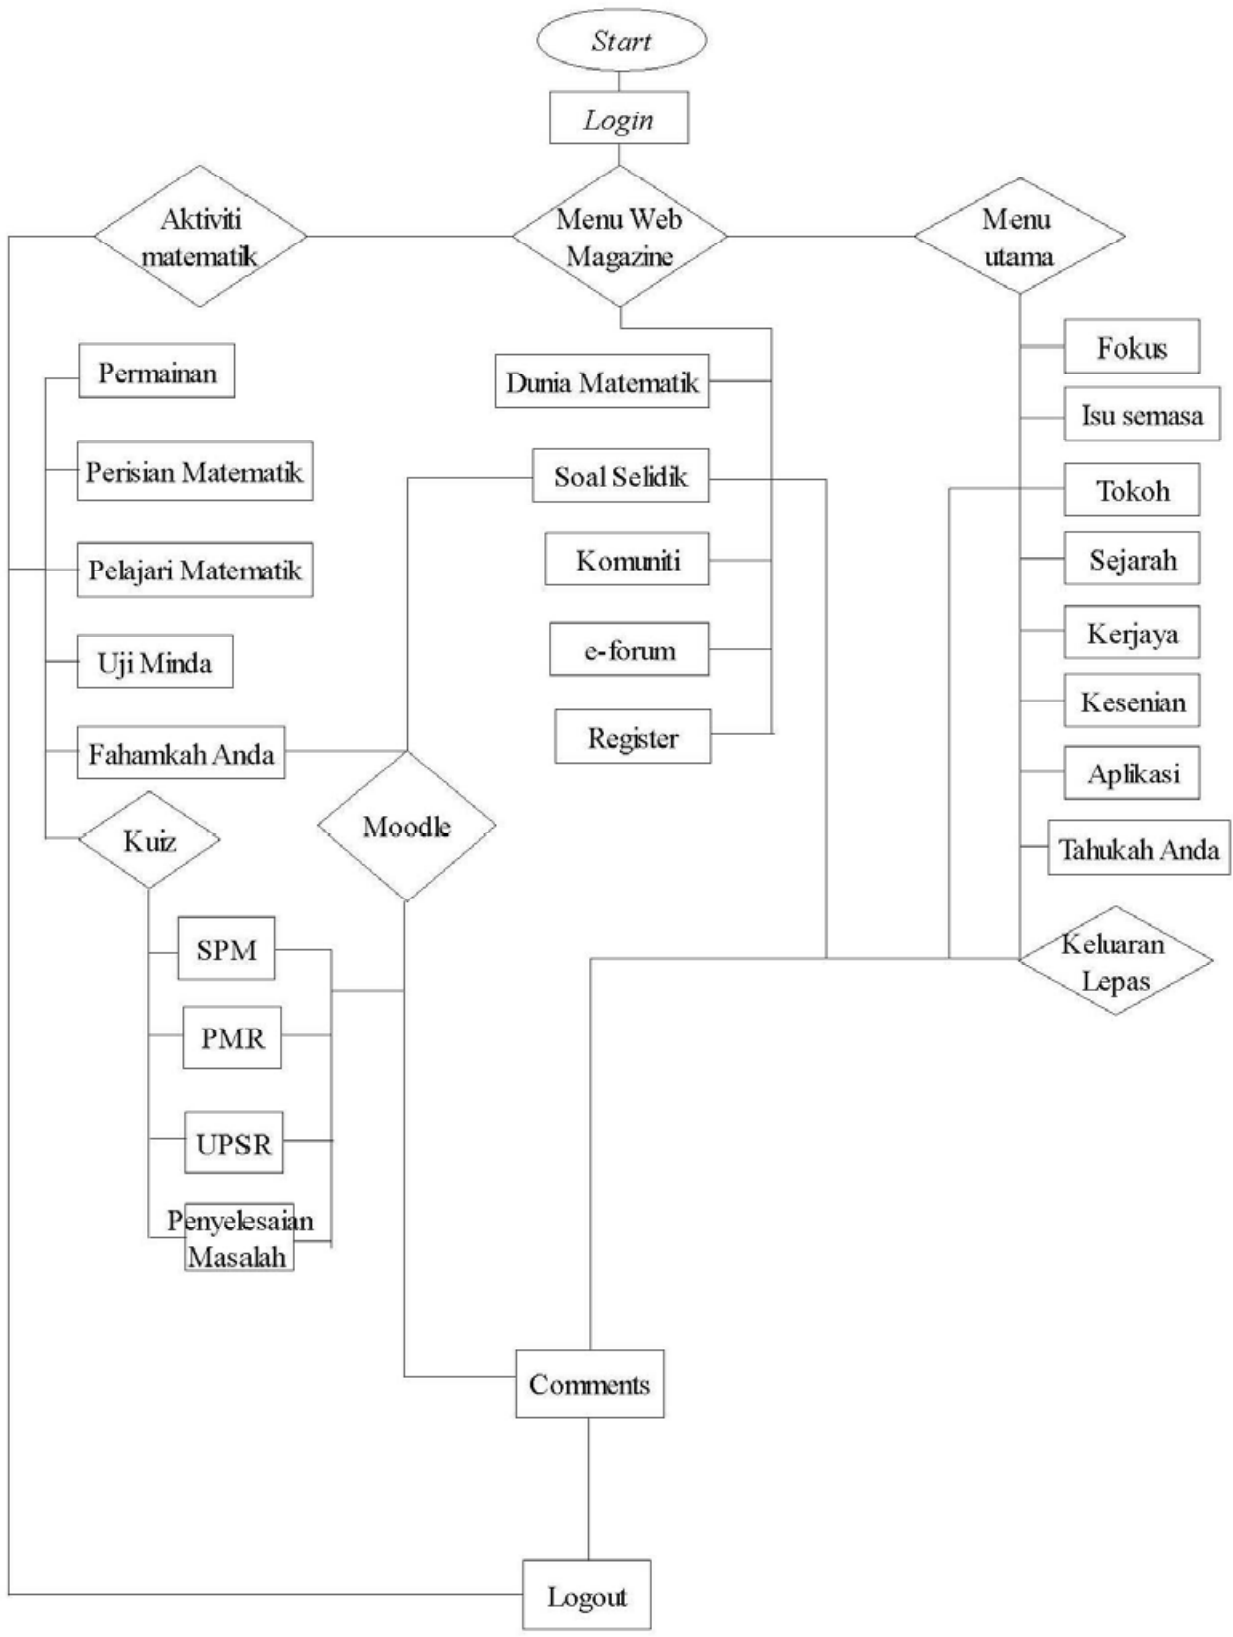 Start
Login
Aktiviti
matematik
Menu Web
Magazine
Menu
utama
Permainan
Perisian Matematik
Pelajari Matematik
Uji Minda
Fahamkah Anda
Kuiz
SPM
PMR
UPSR
Penyelesaian
Masalah
Moodle
Dunia Matematik
Soal Selidik
Komuniti
e-forum
Register
Fokus
Isu semasa
Tokoh
Sejarah
Kerjaya
Kesenian
Aplikasi
Tahukah Anda
Keluaran
Lepas
Comments
Logout